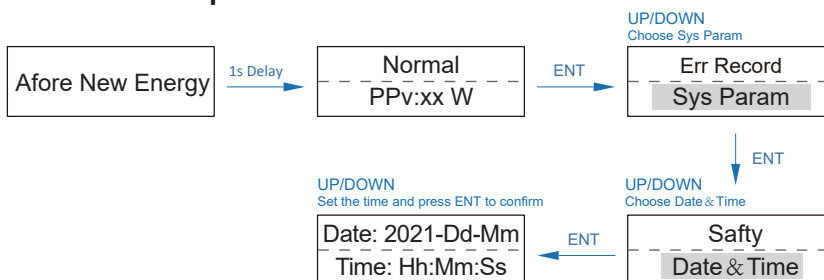 UP/DOWN
Choose Sys Param
Afore New Energy
1s Delay
Normal
PPv:xx W
ENT
Err Record
Sys Param
ENT
UP/DOWN
Choose Date&Time
Safty
Date&Time
ENT
UP/DOWN
Set the time and press ENT to confirm
Date: 2021-Dd-Mm
Time: Hh:Mm:Ss